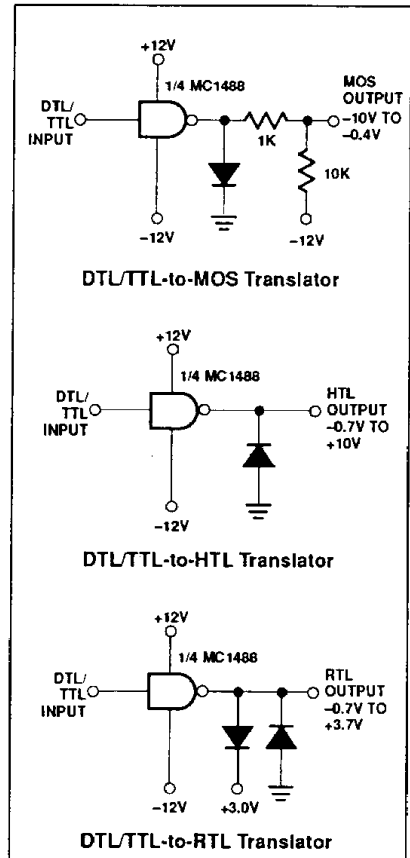 +12V
1/4 MC1488
DTL/
TTL
INPUT
MOS
OUTPUT
–10V TO
–0.4V
1K
10K
–12V
–12V
DTL/TTL-to-MOS Translator
+12V
1/4 MC1488
DTL/
TTL
INPUT
HTL
OUTPUT
–0.7V TO
+10V
–12V
DTL/TTL-to-HTL Translator
+12V
1/4 MC1488
DTL/
TTL
INPUT
RTL
OUTPUT
–0.7V TO
+3.7V
–12V
+3.0V
DTL/TTL-to-RTL Translator